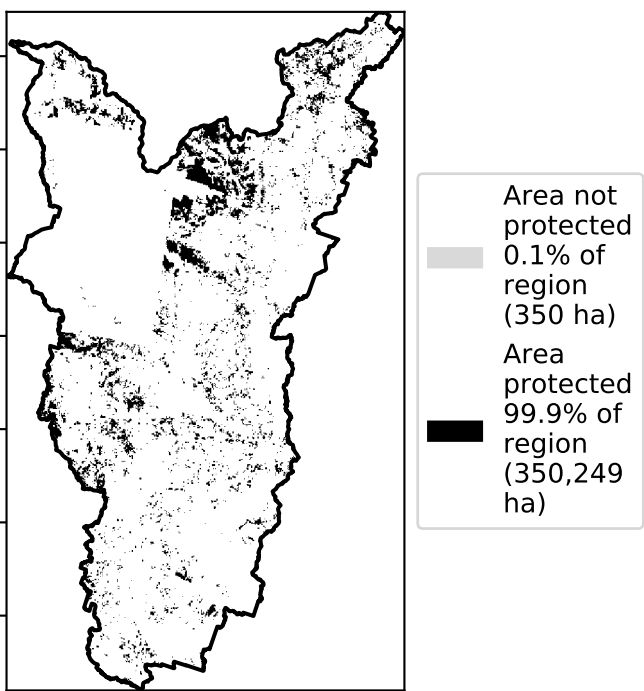 Area not
protected
0.1% of
region
(350 ha)
Area
protected
99.9% of
region
(350,249
ha)